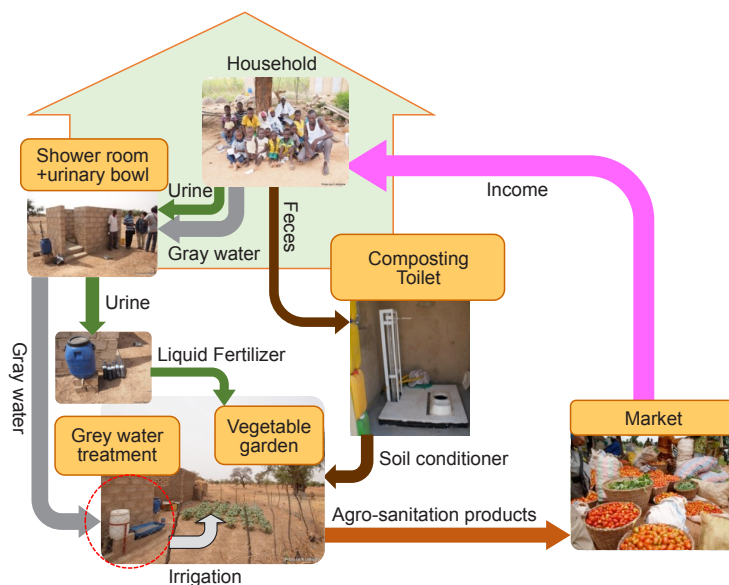 Household
Shower room
+urinary bowl
Urine
Gray water
Feces
Income
Composting
Toilet
Urine
Gray water
Liquid Fertilizer
Market
Grey water
treatment
Vegetable
garden
Soil conditioner
Agro-sanitation products
Irrigation